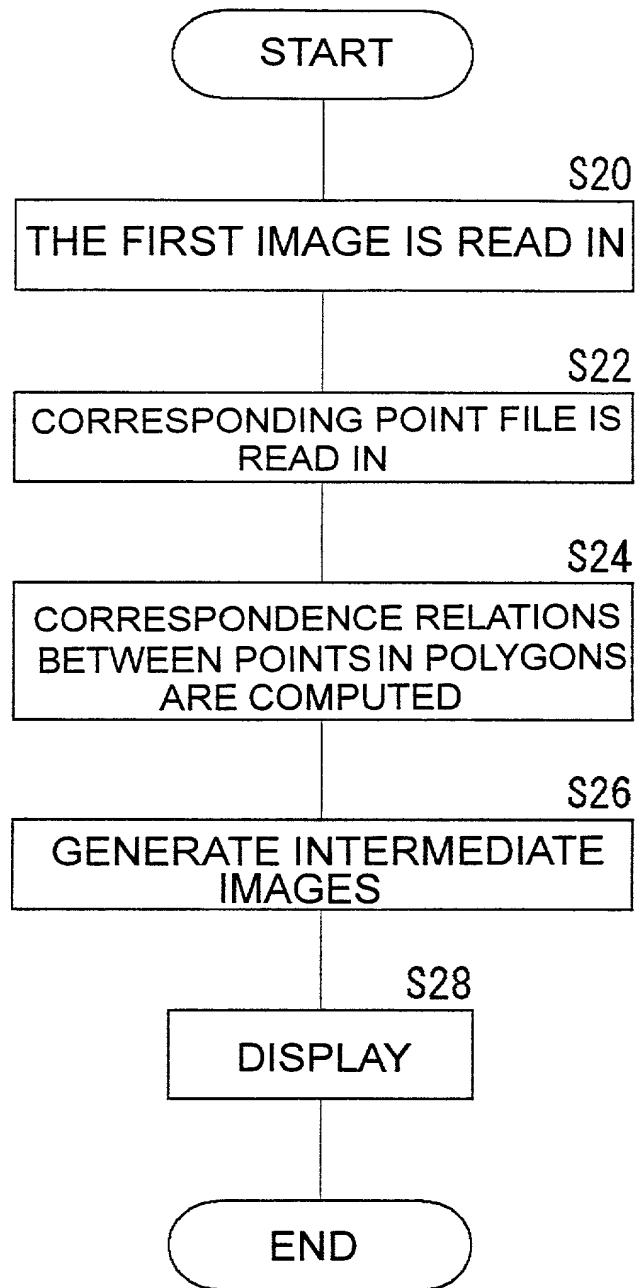 START
S20
THE FIRST IMAGE IS READ IN
S22
CORRESPONDING POINT FILE IS
READ IN
S24
CORRESPONDENCE RELATIONS
BETWEEN POINTS IN POLYGONS
ARE COMPUTED
S26
GENERATE INTERMEDIATE
IMAGES
S28
DISPLAY
END